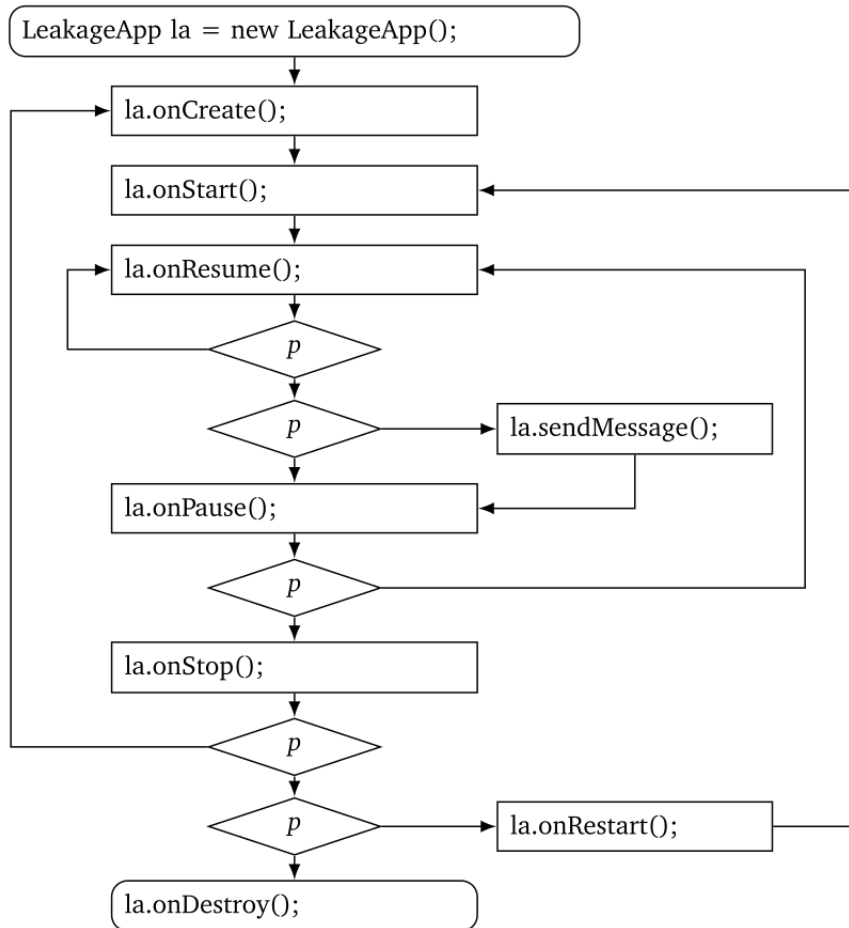 LeakageApp la = new LeakageApp();
la.onCreate();
la.onStart();
la.onResume();
p
p
la.sendMessage();
la.onPause();
p
la.onStop();
p
p
la.onRestart();
la.onDestroy();